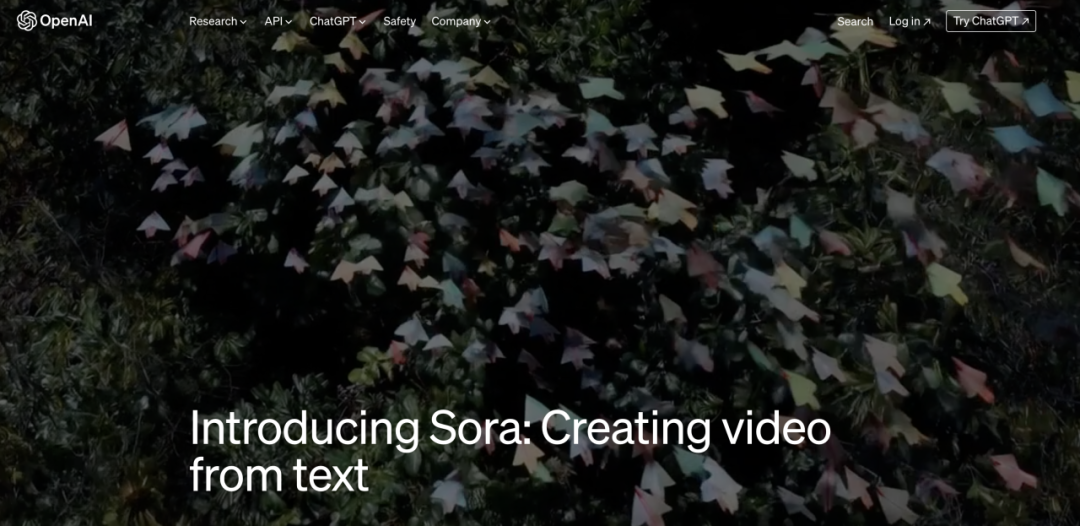 OpenAI
Research API ChatGPT Safety Company
Search Log in ↗ Try ChatGPT ↗
Introducing Sora: Creating video
from text